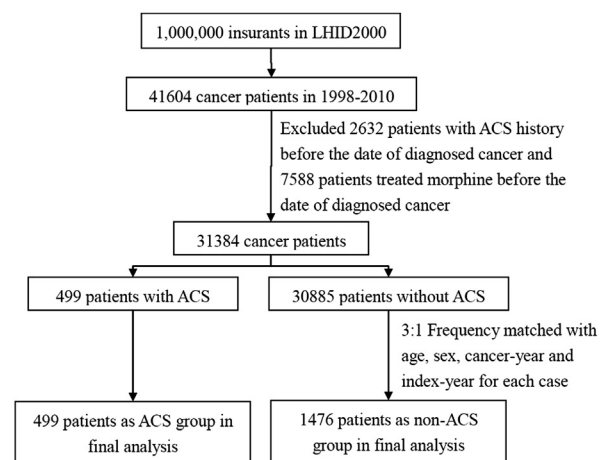 1,000,000 insurants in LHID2000
41604 cancer patients in 1998-2010
Excluded 2632 patients with ACS history
before the date of diagnosed cancer and
7588 patients treated morphine before the
date of diagnosed cancer
31384 cancer patients
499 patients with ACS
30885 patients without ACS
3:1 Frequency matched with
age, sex, cancer-year and
index-year for each case
499 patients as ACS group in
final analysis
1476 patients as non-ACS
group in final analysis